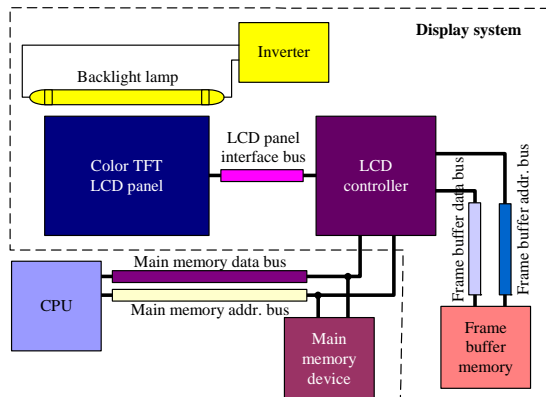 Display system
Inverter
Backlight lamp
Color TFT
LCD panel
LCD panel
interface bus
LCD
controller
Frame buffer data bus
Frame buffer addr. bus
Main memory data bus
CPU
Main memory addr. bus
Main
memory
device
Frame
buffer
memory